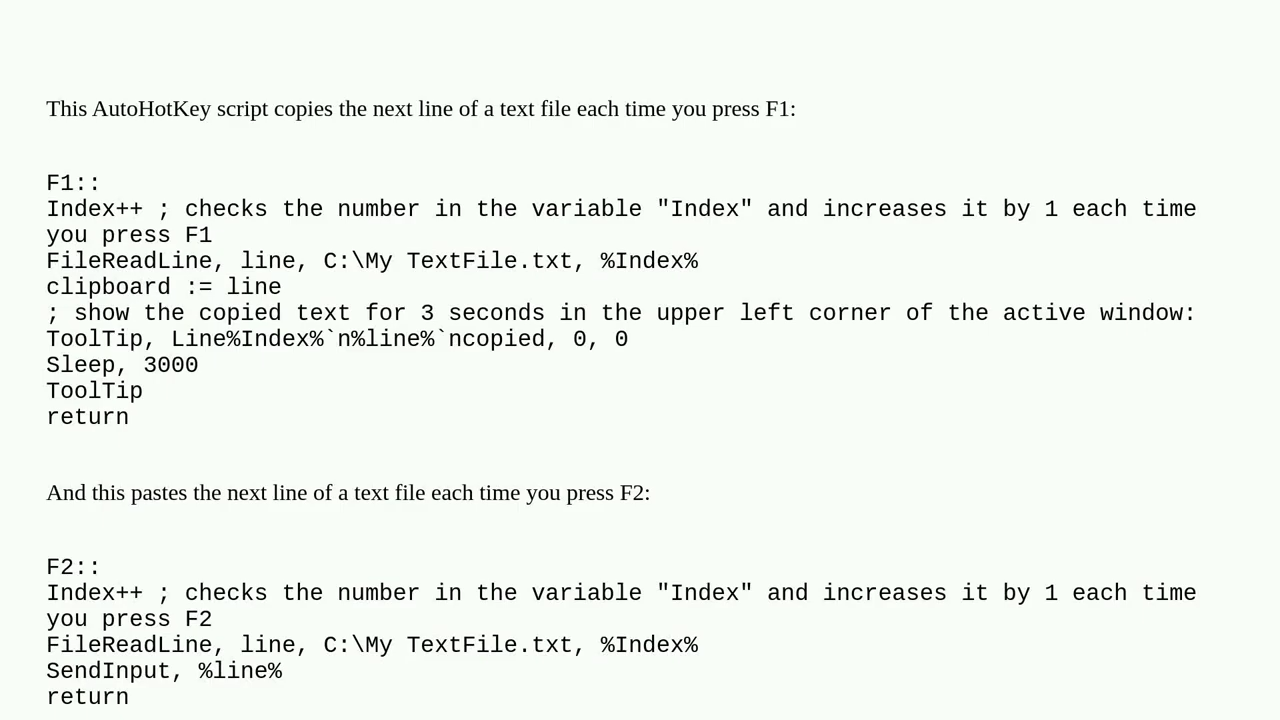 This AutoHotKey script copies the next line of a text file each time you press F1:
F1::
Index++ ; checks the number in the variable "Index" and increases it by 1 each time
you press F1
FileReadLine, line, C:\My TextFile.txt, %Index%
clipboard := line
; show the copied text for 3 seconds in the upper left corner of the active window:
ToolTip, Line%Index%`n%line%`ncopied, 0, 0
Sleep, 3000
ToolTip
return
And this pastes the next line of a text file each time you press F2:
F2::
Index++ ; checks the number in the variable "Index" and increases it by 1 each time
you press F2
FileReadLine, line, C:\My TextFile.txt, %Index%
SendInput, %line%
return